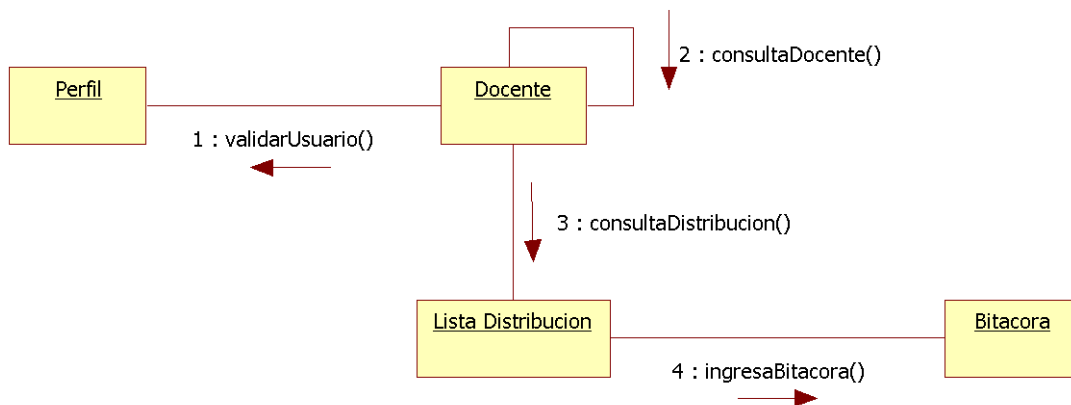 2 : consultaDocente()
Perfil
Docente
1 : validarUsuario()
3 : consultaDistribucion()
Lista Distribucion
Bitacora
4 : ingresaBitacora()